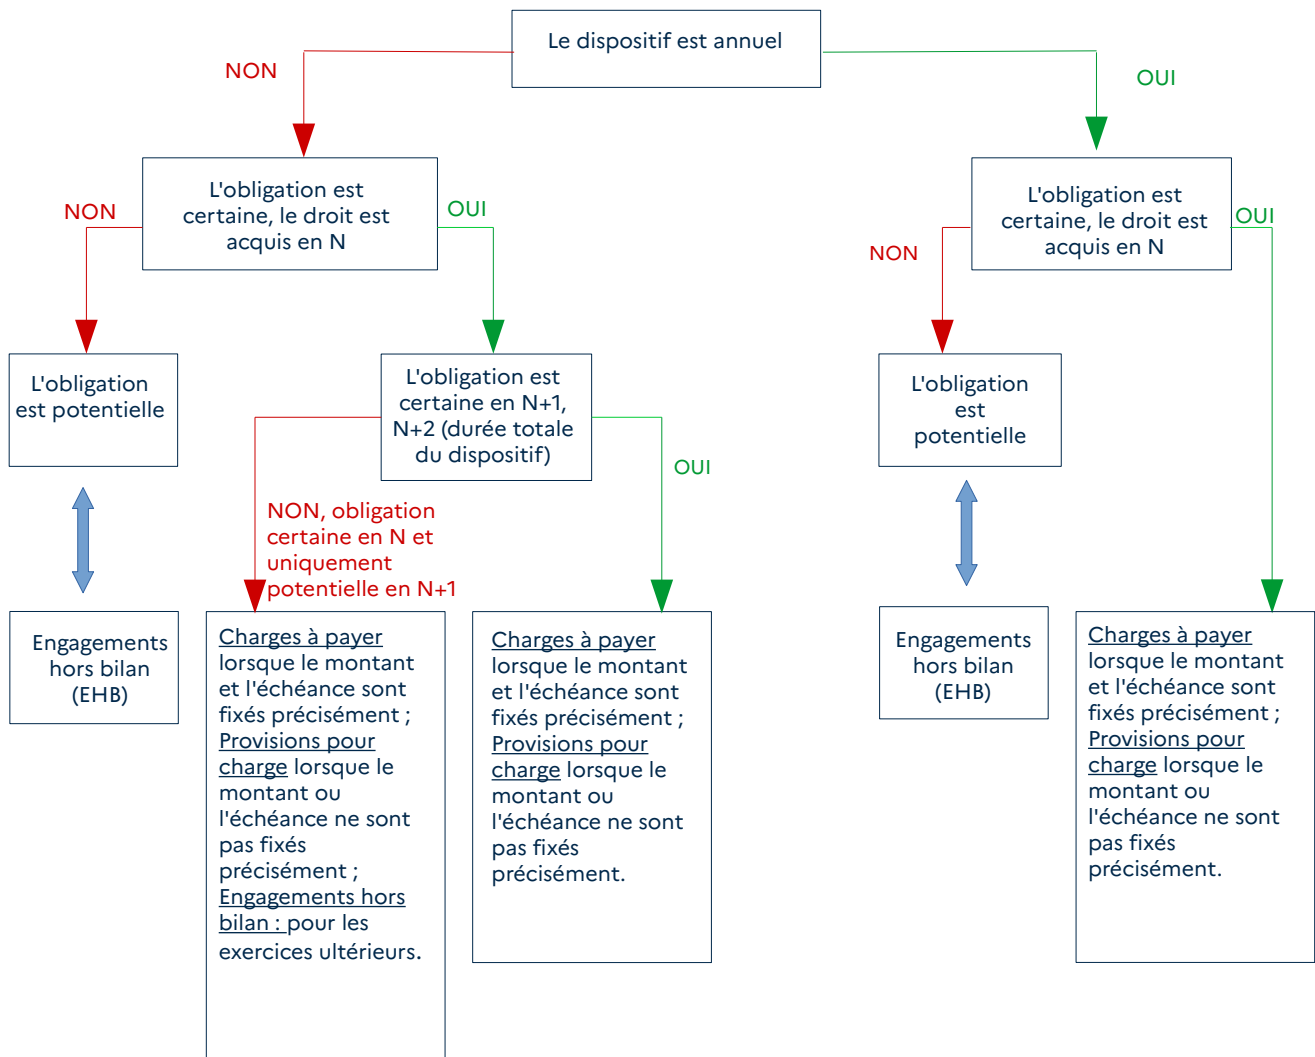 Le dispositif est annuel
NON
OUI
L'obligation est
certaine, le droit est
acquis en N
L'obligation est
certaine, le droit est
acquis en N
NON
OUI
NON
OUI
L'obligation
est potentielle
L'obligation est
certaine en N+1,
N+2 (durée totale
du dispositif)
L'obligation
est
potentielle
NON, obligation
certaine en N et
uniquement
potentielle en N+1
OUI
Engagements
hors bilan
(EHB)
Charges à payer
lorsque le montant
et l'échéance sont
fixés précisément ;
Provisions pour
charge lorsque le
montant ou
l'échéance ne sont
pas fixés
précisément ;
Engagements hors
bilan : pour les
exercices ultérieurs.
Charges à payer
lorsque le montant
et l'échéance sont
fixés précisément ;
Provisions pour
charge lorsque le
montant ou
l'échéance ne sont
pas fixés
précisément.
Engagements
hors bilan
(EHB)
Charges à payer
lorsque le montant
et l'échéance sont
fixés précisément ;
Provisions pour
charge lorsque le
montant ou
l'échéance ne sont
pas fixés
précisément.